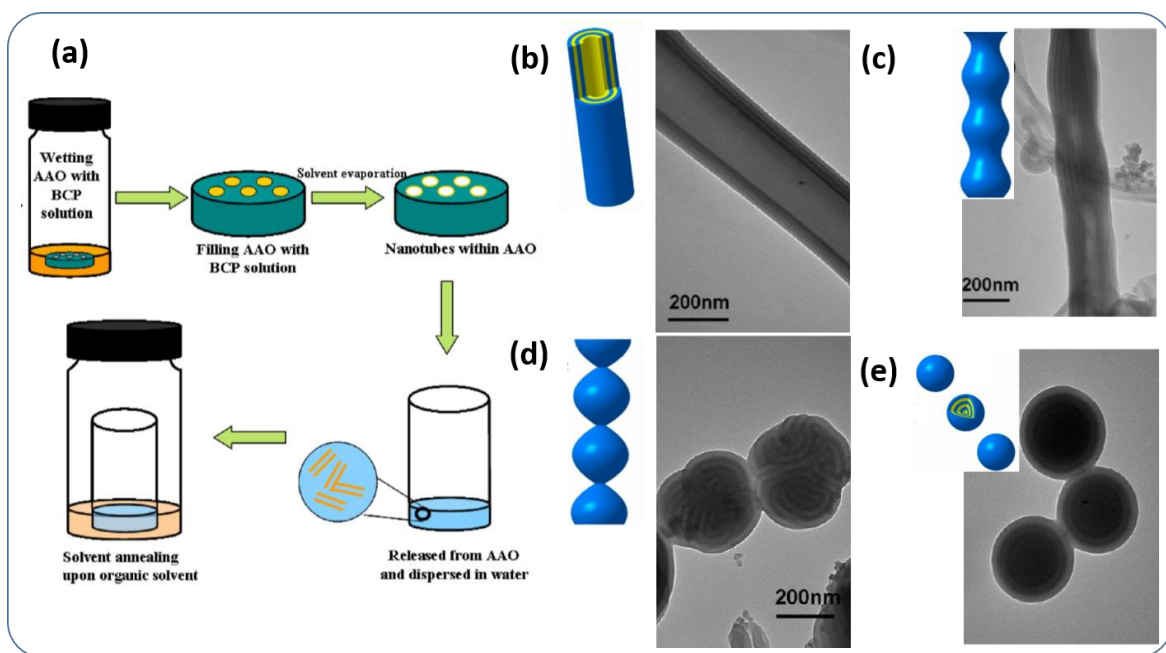 (a)
Wetting
AAO with
BCP
solution
Filling AAO with
BCP solution
Solvent evaporation
Nanotubes within AAO
Released from AAO
and dispersed in water
Solvent annealing
upon organic solvent
(b)
200nm
(c)
200nm
(d)
200nm
(e)